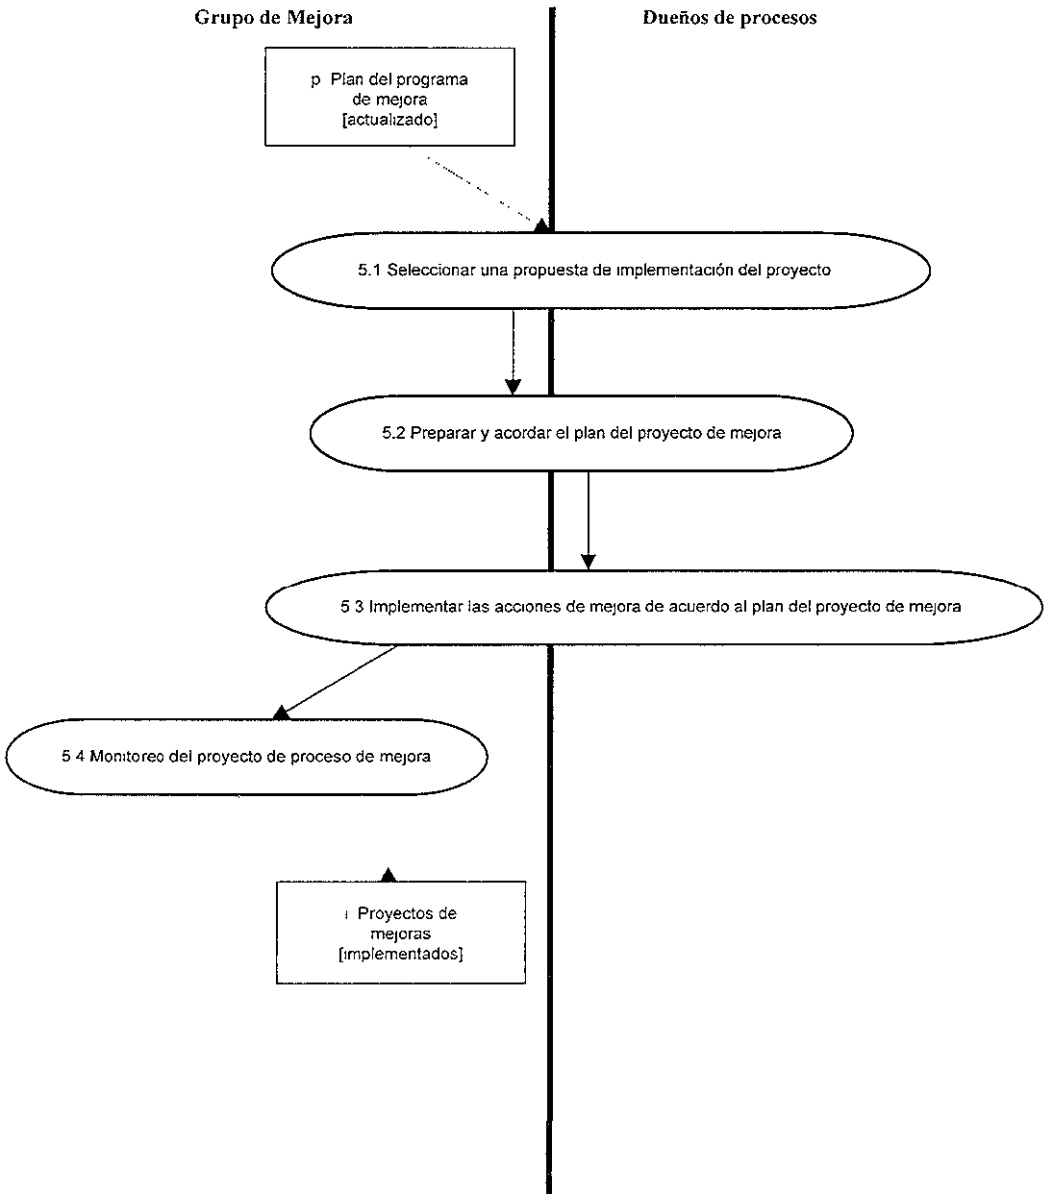 Grupo de Mejora
Dueños de procesos
p Plan del programa
de mejora
[actualizado]
5.1 Seleccionar una propuesta de implementación del proyecto
5.2 Preparar y acordar el plan del proyecto de mejora
5 3 Implementar las acciones de mejora de acuerdo al plan del proyecto de mejora
5 4 Monitoreo del proyecto de proceso de mejora
i Proyectos de
mejoras
[implementados]